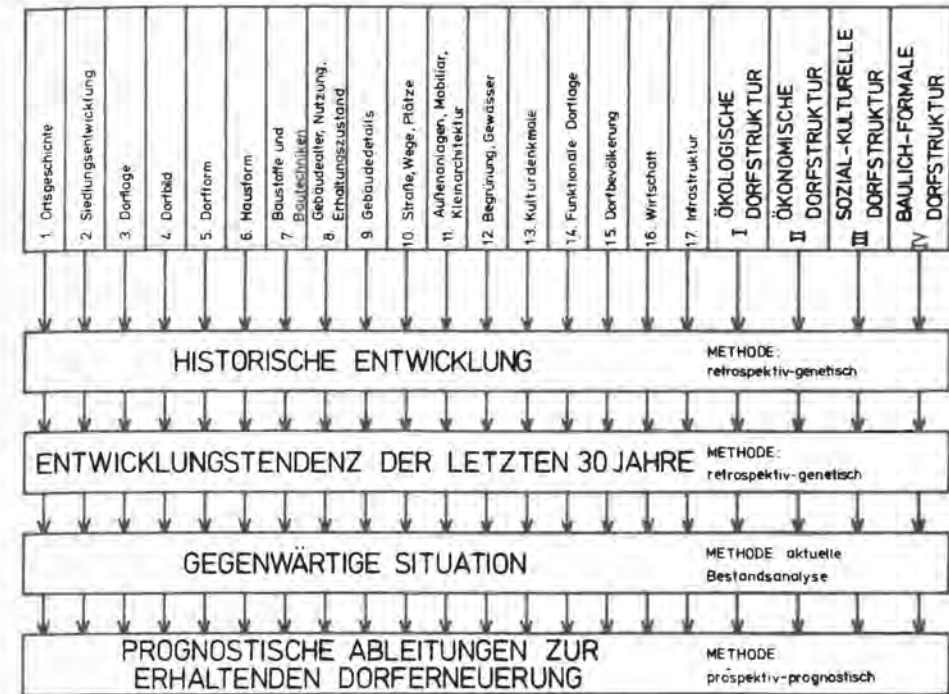 1. Ortsgeschichte
2. Siedlungsentwicklung
3. Dorflage
4. Dorfbild
5. Dorfform
6. Hausform
7. Baustoffe und
Bautechniken
8. Gebäudealter, Nutzung,
Erhaltungszustand
9. Gebäudedetails
10. Straße, Wege, Plätze
11. Außenanlagen, Mobiliar,
Kleinarchitektur
12. Begrünung, Gewässer
13. Kulturdenkmale
14. Funktionale Dorflage
15. Dorfbevölkerung
16. Wirtschaft
17. Infrastruktur
I ÖKOLOGISCHE
DORFSTRUKTUR
II ÖKONOMISCHE
DORFSTRUKTUR
III SOZIAL-KULTURELLE
DORFSTRUKTUR
IV BAULICH-FORMALE
DORFSTRUKTUR
HISTORISCHE ENTWICKLUNG
METHODE:
retrospektiv-genetisch
ENTWICKLUNGSTENDENZ DER LETZTEN 30 JAHRE
METHODE:
retrospektiv-genetisch
GEGENWÄRTIGE SITUATION
METHODE aktuelle
Bestandsanalyse
PROGNOSTISCHE ABLEITUNGEN ZUR
ERHALTENDEN DORFERNEUERUNG
METHODE
prospektiv-prognostisch